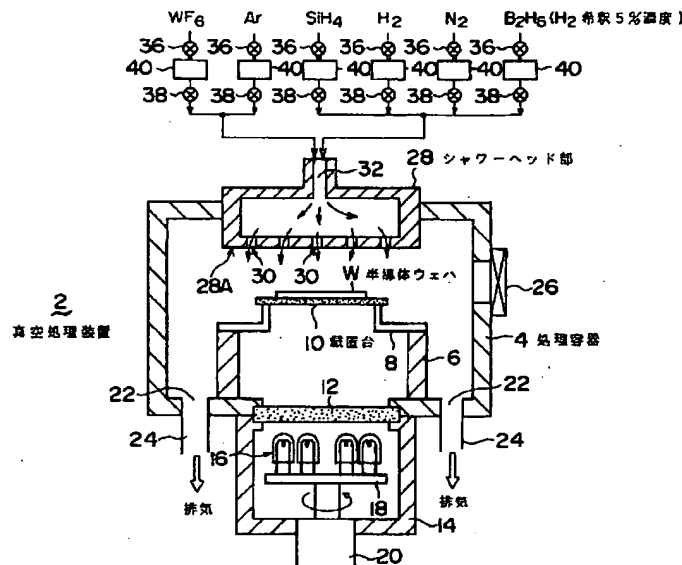 WF6 Ar SiH4 H2 N2 B2H6 (H2 希釈 5%濃度)
36 36 36 36 36 36
40 40 40 40 40 40
38 38 38 38 38 38
32
28 シャワーヘッド部
28A
30 30
W 半導体ウェハ
26
2
真空処理装置
10 載置台
8
4 処理容器
6
22 12 22
24 24
16
排気 18 排気
14
20